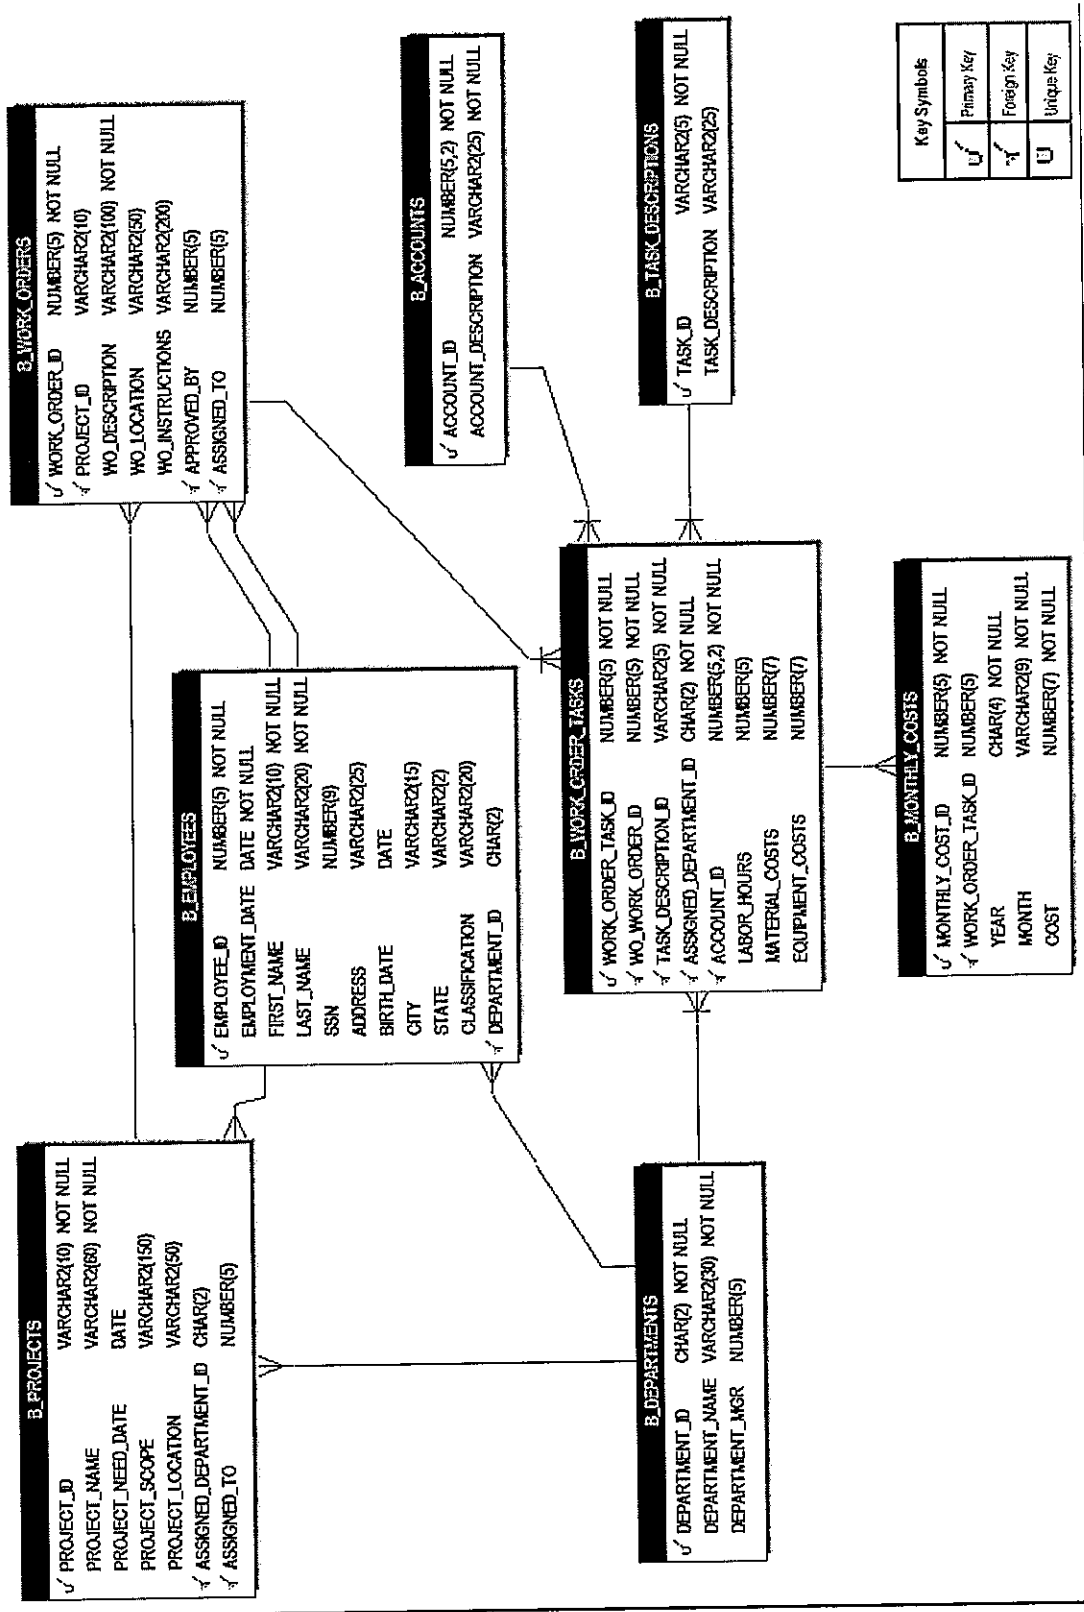 B_PROJECTS
PROJECT_ID VARCHAR2(10) NOT NULL
PROJECT_NAME VARCHAR2(60) NOT NULL
PROJECT_NEED_DATE DATE
PROJECT_SCOPE VARCHAR2(150)
PROJECT_LOCATION VARCHAR2(50)
ASSIGNED_DEPARTMENT_ID CHAR(2)
ASSIGNED_TO NUMBER(5)
B_WORK_ORDERS
WORK_ORDER_ID NUMBER(5) NOT NULL
PROJECT_ID VARCHAR2(10)
WO_DESCRIPTION VARCHAR2(100) NOT NULL
WO_LOCATION VARCHAR2(50)
WO_INSTRUCTIONS VARCHAR2(200)
APPROVED_BY NUMBER(5)
ASSIGNED_TO NUMBER(5)
B_EMPLOYEES
EMPLOYEE_ID NUMBER(5) NOT NULL
EMPLOYMENT_DATE DATE NOT NULL
FIRST_NAME VARCHAR2(10) NOT NULL
LAST_NAME VARCHAR2(20) NOT NULL
SSN NUMBER(9)
ADDRESS VARCHAR2(25)
BIRTH_DATE DATE
CITY VARCHAR2(15)
STATE VARCHAR2(2)
CLASSIFICATION VARCHAR2(20)
DEPARTMENT_ID CHAR(2)
B_ACCOUNTS
ACCOUNT_ID NUMBER(5,2) NOT NULL
ACCOUNT_DESCRIPTION VARCHAR2(25) NOT NULL
B_DEPARTMENTS
DEPARTMENT_ID CHAR(2) NOT NULL
DEPARTMENT_NAME VARCHAR2(30) NOT NULL
DEPARTMENT_MGR NUMBER(5)
B_WORK_ORDER_TASKS
WORK_ORDER_TASK_ID NUMBER(5) NOT NULL
WO_WORK_ORDER_ID NUMBER(5) NOT NULL
TASK_DESCRIPTION_ID VARCHAR2(5) NOT NULL
ASSIGNED_DEPARTMENT_ID CHAR(2) NOT NULL
ACCOUNT_ID NUMBER(5,2) NOT NULL
LABOR_HOURS NUMBER(5)
MATERIAL_COSTS NUMBER(7)
EQUIPMENT_COSTS NUMBER(7)
B_TASK_DESCRIPTIONS
TASK_ID VARCHAR2(5) NOT NULL
TASK_DESCRIPTION VARCHAR2(25)
B_MONTHLY_COSTS
MONTHLY_COST_ID NUMBER(5) NOT NULL
WORK_ORDER_TASK_ID NUMBER(5)
YEAR CHAR(4) NOT NULL
MONTH VARCHAR2(9) NOT NULL
COST NUMBER(7) NOT NULL
Key Symbols
Primary Key
Foreign Key
Unique Key